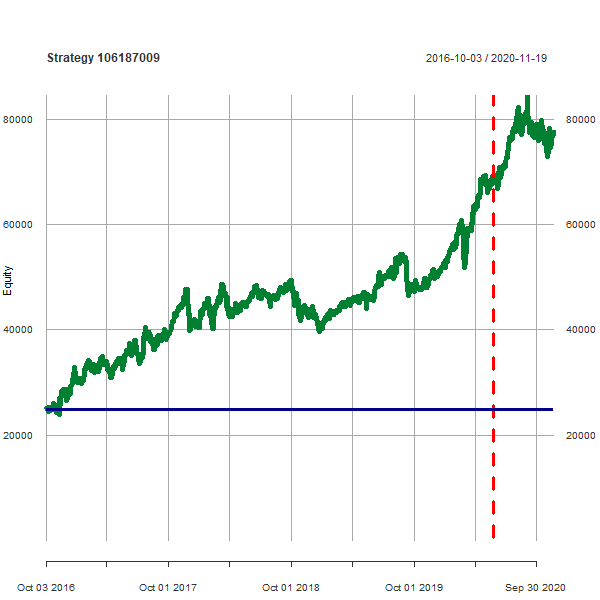 Strategy 106187009
2016-10-03 / 2020-11-19
80000
80000
60000
60000
Equity
40000
40000
20000
20000
Oct 03 2016
Oct 01 2017
Oct 01 2018
Oct 01 2019
Sep 30 2020